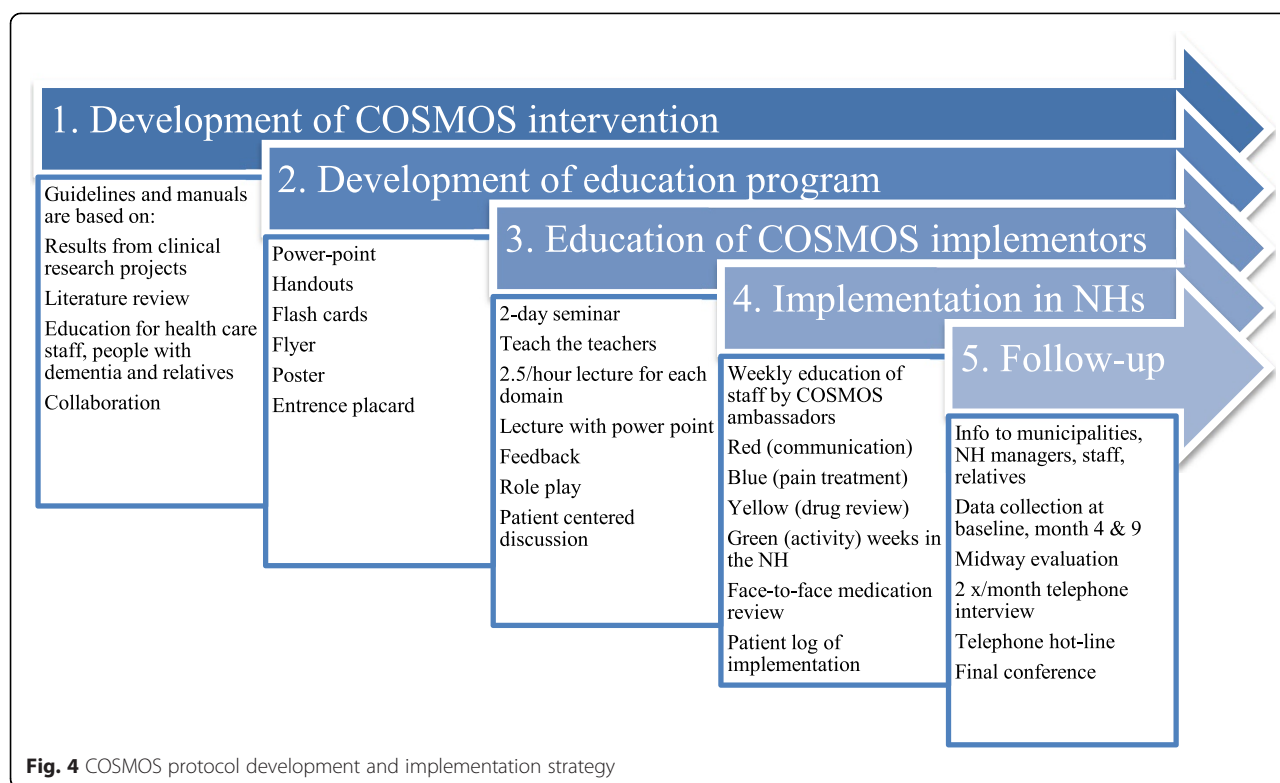 1. Development of COSMOS intervention
Guidelines and manuals
are based on:
Results from clinical
research projects
Literature review
Education for health care
staff, people with
dementia and relatives
Collaboration
2. Development of education program
Power-point
Handouts
Flash cards
Flyer
Poster
Entrence placard
3. Education of COSMOS implementors
2-day seminar
Teach the teachers
2.5/hour lecture for each
domain
Lecture with power point
Feedback
Role play
Patient centered
discussion
4. Implementation in NHs
Weekly education of
staff by COSMOS
ambassadors
Red (communication)
Blue (pain treatment)
Yellow (drug review)
Green (activity) weeks in
the NH
Face-to-face medication
review
Patient log of
implementation
5. Follow-up
Info to municipalities,
NH managers, staff,
relatives
Data collection at
baseline, month 4 & 9
Midway evaluation
2 x/month telephone
interview
Telephone hot-line
Final conference
Fig. 4 COSMOS protocol development and implementation strategy